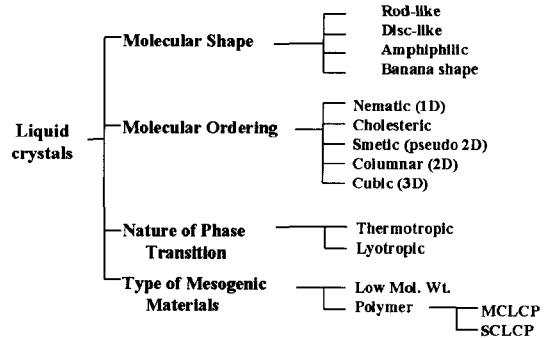 Liquid
crystals
Molecular Shape
Rod-like
Disc-like
Amphiphilic
Banana shape
Molecular Ordering
Nematic (1D)
Cholesteric
Smetic (pseudo 2D)
Columnar (2D)
Cubic (3D)
Nature of Phase
Transition
Thermotropic
Lyotropic
Type of Mesogenic
Materials
Low Mol. Wt.
Polymer
MCLCP
SCLCP